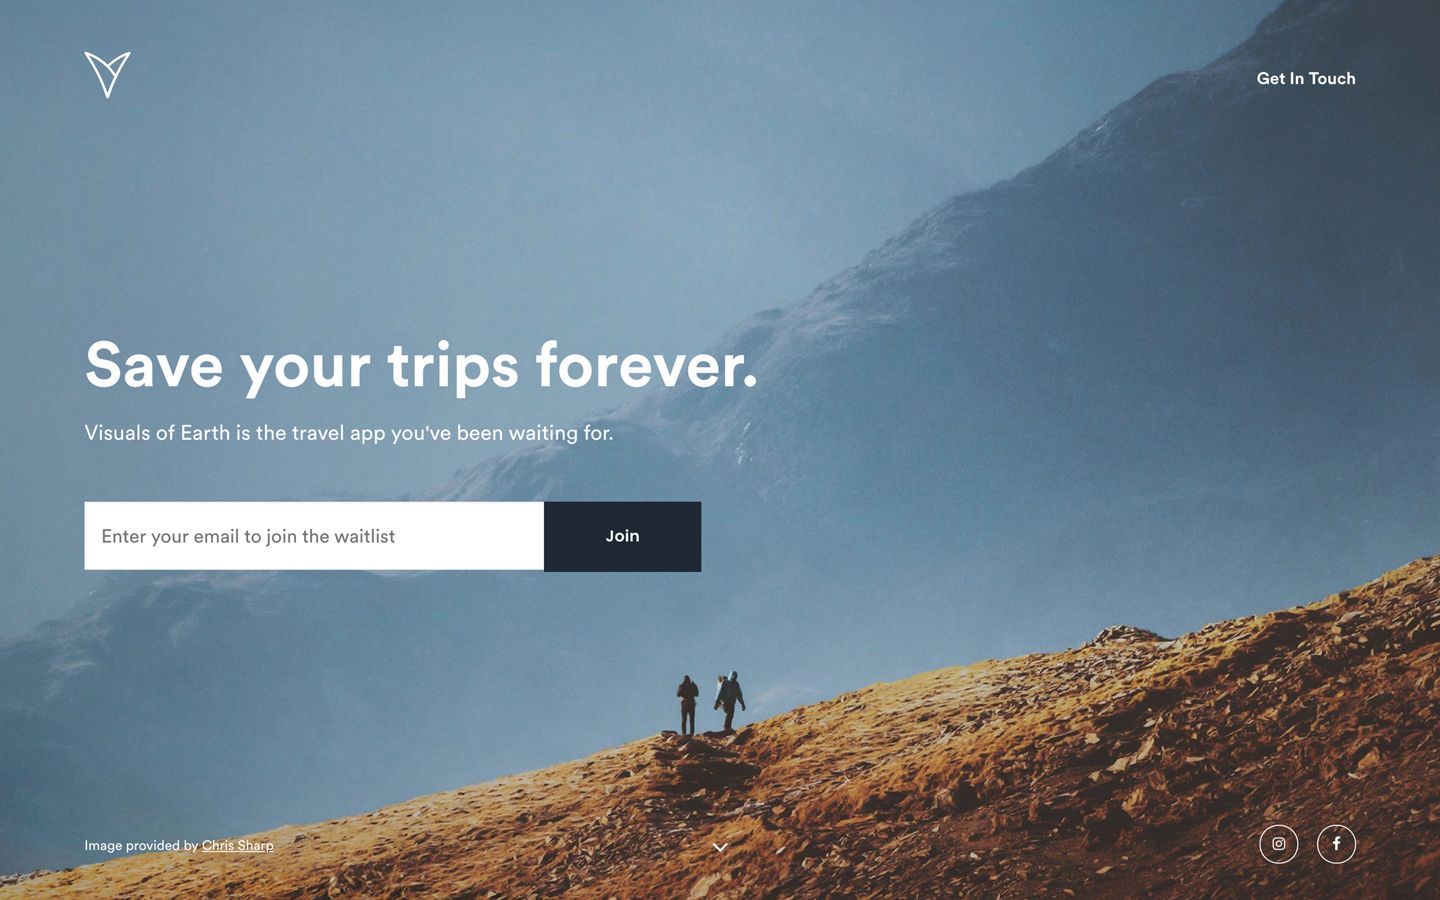 Get In Touch
Save your trips forever.
Visuals of Earth is the travel app you've been waiting for.
Enter your email to join the waitlist
Join
Image provided by Chris Sharp